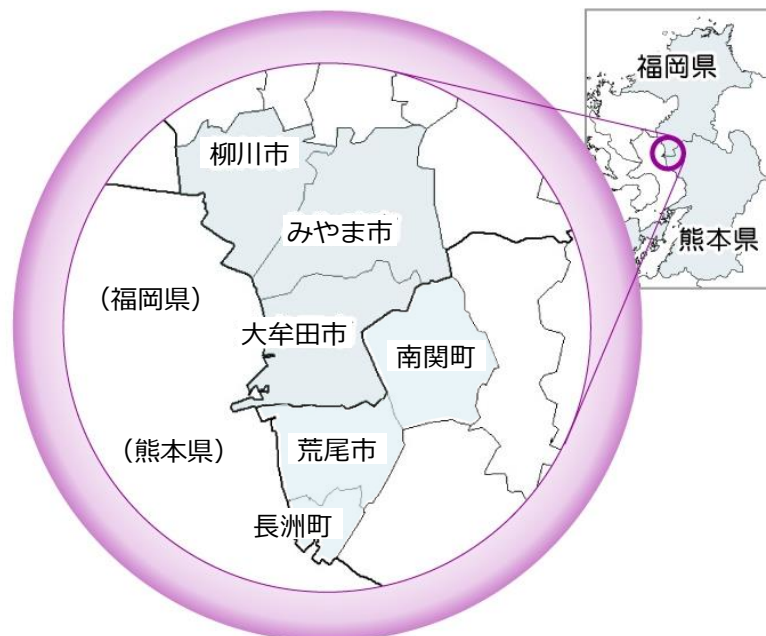 福岡県
熊本県
柳川市
みやま市
（福岡県）
大牟田市
南関町
（熊本県）
荒尾市
長洲町